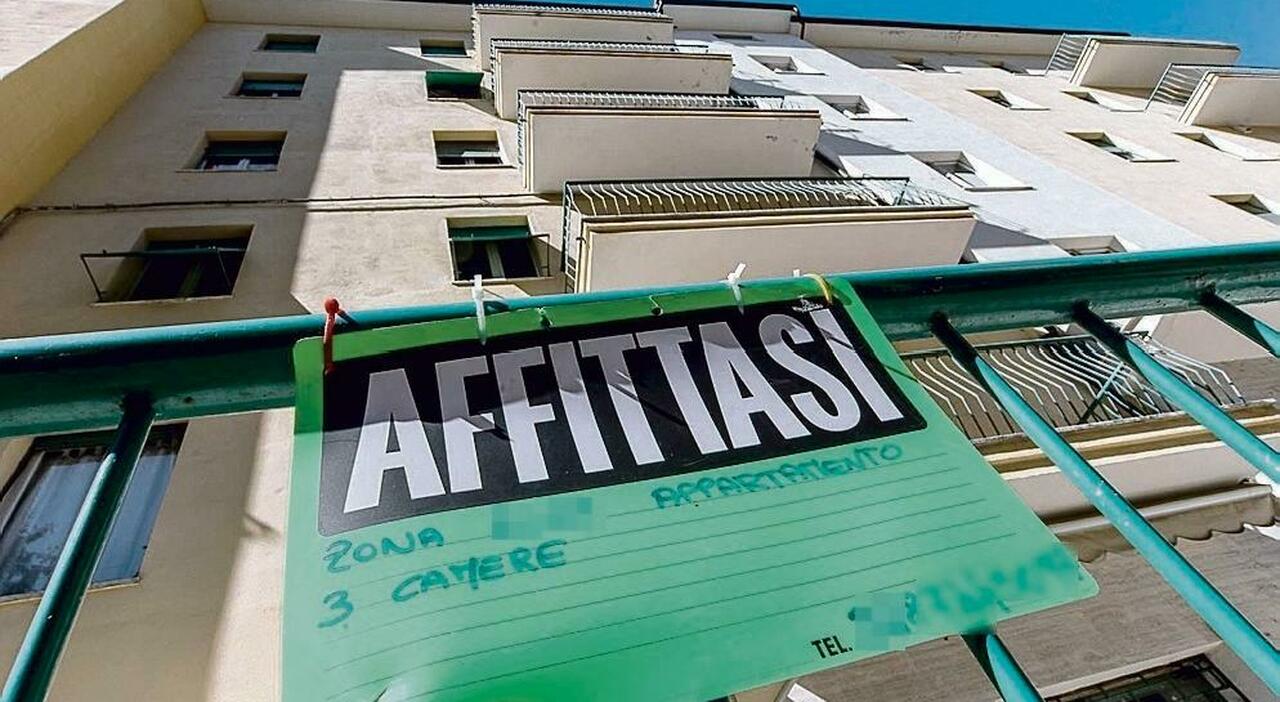 AFFITTASI
ZONA APPARTAMENTO
3 CAMERE
TEL.